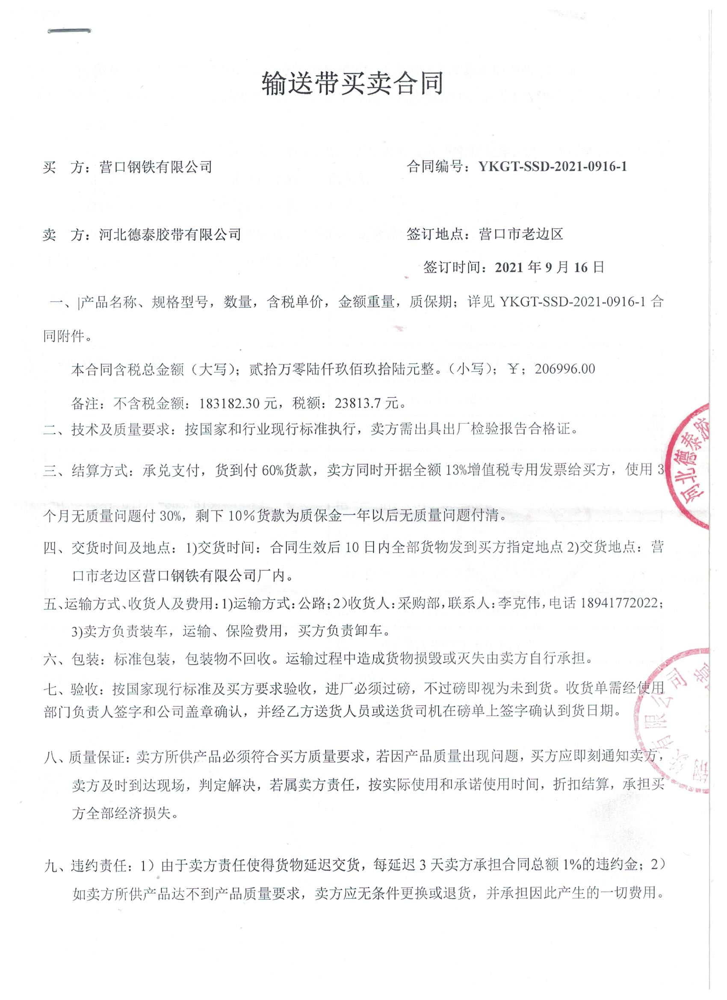 输送带买卖合同
买　方：营口钢铁有限公司　合同编号：YKGT-SSD-2021-0916-1
卖　方：河北德泰胶带有限公司　签订地点：营口市老边区
签订时间：2021 年 9 月 16 日
一、|产品名称、规格型号，数量，含税单价，金额重量，质保期；详见 YKGT-SSD-2021-0916-1 合
同附件。
本合同含税总金额（大写）；贰拾万零陆仟玖佰玖拾陆元整。（小写）；￥；206996.00
备注：不含税金额：183182.30 元，税额：23813.7 元。
二、技术及质量要求：按国家和行业现行标准执行，卖方需出具出厂检验报告合格证。
三、结算方式：承兑支付，货到付 60%货款，卖方同时开据全额 13%增值税专用发票给买方，使用 3
个月无质量问题付 30%，剩下 10%货款为质保金一年以后无质量问题付清。
四、交货时间及地点：1)交货时间：合同生效后 10 日内全部货物发到买方指定地点 2)交货地点：营
口市老边区营口钢铁有限公司厂内。
五、运输方式、收货人及费用：1)运输方式：公路；2)收货人：采购部，联系人：李克伟，电话 18941772022；
3)卖方负责装车，运输、保险费用，买方负责卸车。
六、包装：标准包装，包装物不回收。运输过程中造成货物损毁或灭失由卖方自行承担。
七、验收：按国家现行标准及买方要求验收，进厂必须过磅，不过磅即视为未到货。收货单需经使用
部门负责人签字和公司盖章确认，并经乙方送货人员或送货司机在磅单上签字确认到货日期。
八、质量保证：卖方所供产品必须符合买方质量要求，若因产品质量出现问题，买方应即刻通知卖方，
卖方及时到达现场，判定解决，若属卖方责任，按实际使用和承诺使用时间，折扣结算，承担买
方全部经济损失。
九、违约责任：1）由于卖方责任使得货物延迟交货，每延迟 3 天卖方承担合同总额 1%的违约金；2）
如卖方所供产品达不到产品质量要求，卖方应无条件更换或退货，并承担因此产生的一切费用。
河北德泰胶
有限公司